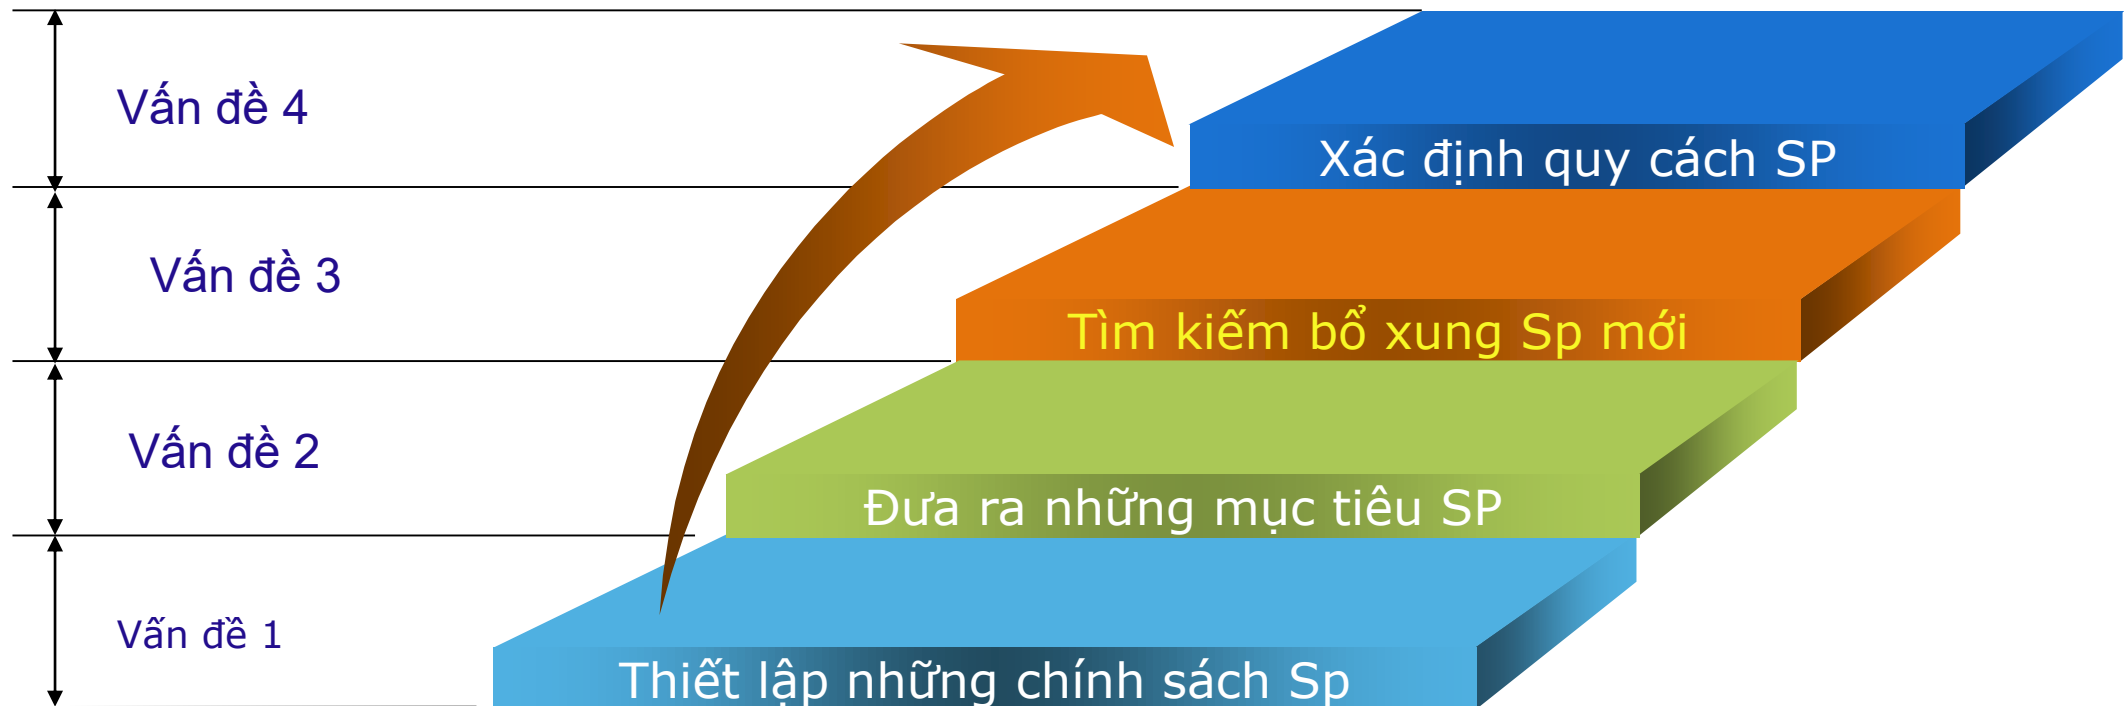 Vấn đề 4
Xác định quy cách SP
Vấn đề 3
Tìm kiếm bổ xung Sp mới
Vấn đề 2
Đưa ra những mục tiêu SP
Vấn đề 1
Thiết lập những chính sách Sp